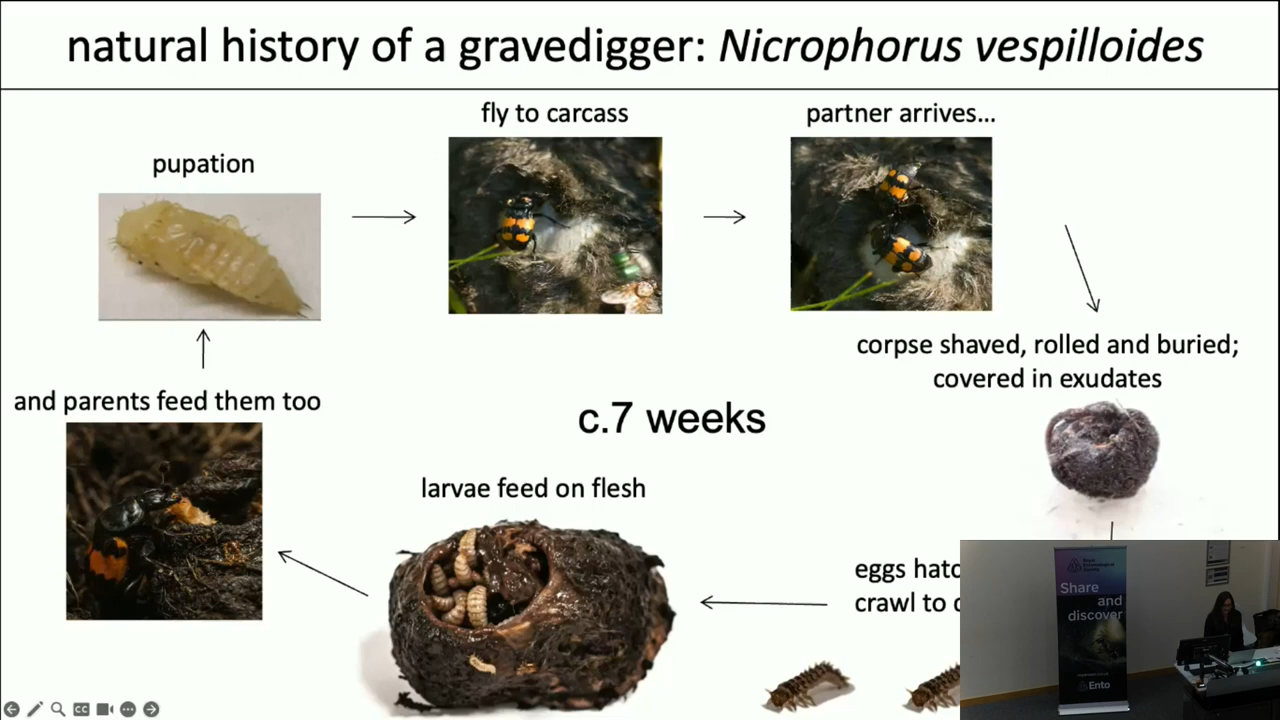 natural history of a gravedigger: Nicrophorus vespilloides
fly to carcass
partner arrives...
pupation
corpse shaved, rolled and buried;
covered in exudates
and parents feed them too
c.7 weeks
larvae feed on flesh
eggs hatc
crawl to
Share
and
discover
Ento